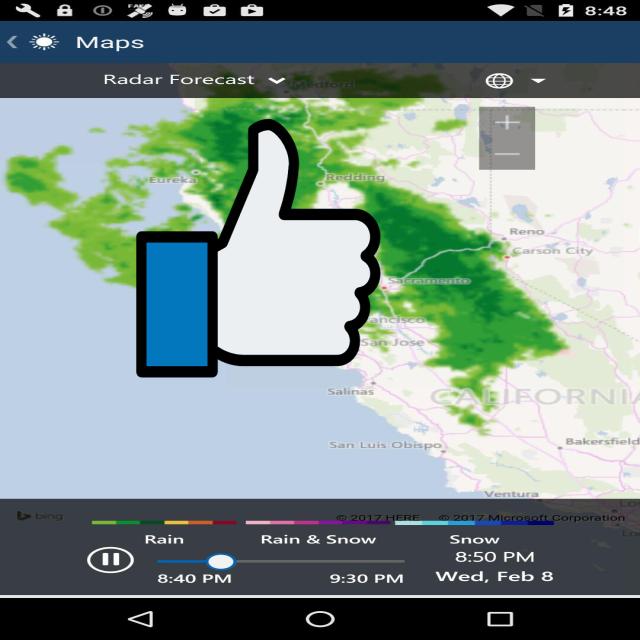 8:48
Maps
Radar Forecast
Medford
Eureka
Redding
Reno
Carson City
Sacramento
ancisco
San Jose
Salinas
CALIFORNIA
San Luis Obispo
Bakersfield
Ventura
bing
© 2017 HERE © 2017 Microsoft Corporation
Rain
Rain & Snow
Snow
8:50 PM
8:40 PM
9:30 PM
Wed, Feb 8